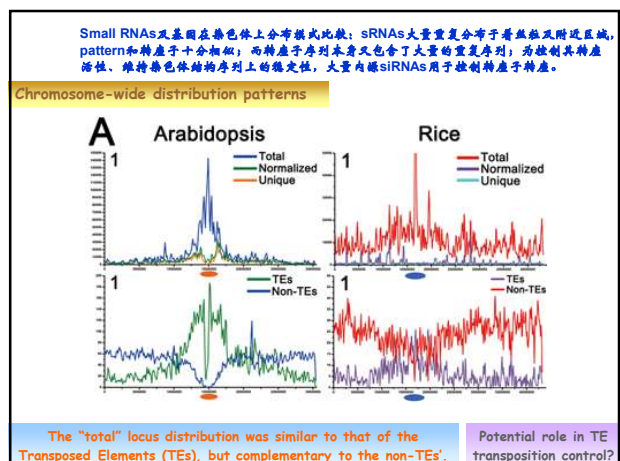 Small RNAs及基因在染色体上分布模式比较：sRNAs大量重复分布于着丝粒及附近区域，
pattern和转座子十分相似；而转座子序列本身又包含了大量的重复序列；为控制其转座
活性、维持染色体结构序列上的稳定性，大量内源siRNAs用于控制转座子转座。
Chromosome-wide distribution patterns
A Arabidopsis Rice
1 Total 1 Total
Normalized Normalized
Unique Unique
1 TEs 1 TEs
Non-TEs Non-TEs
The “total” locus distribution was similar to that of the
Transposed Elements (TEs), but complementary to the non-TEs'.
Potential role in TE
transposition control?